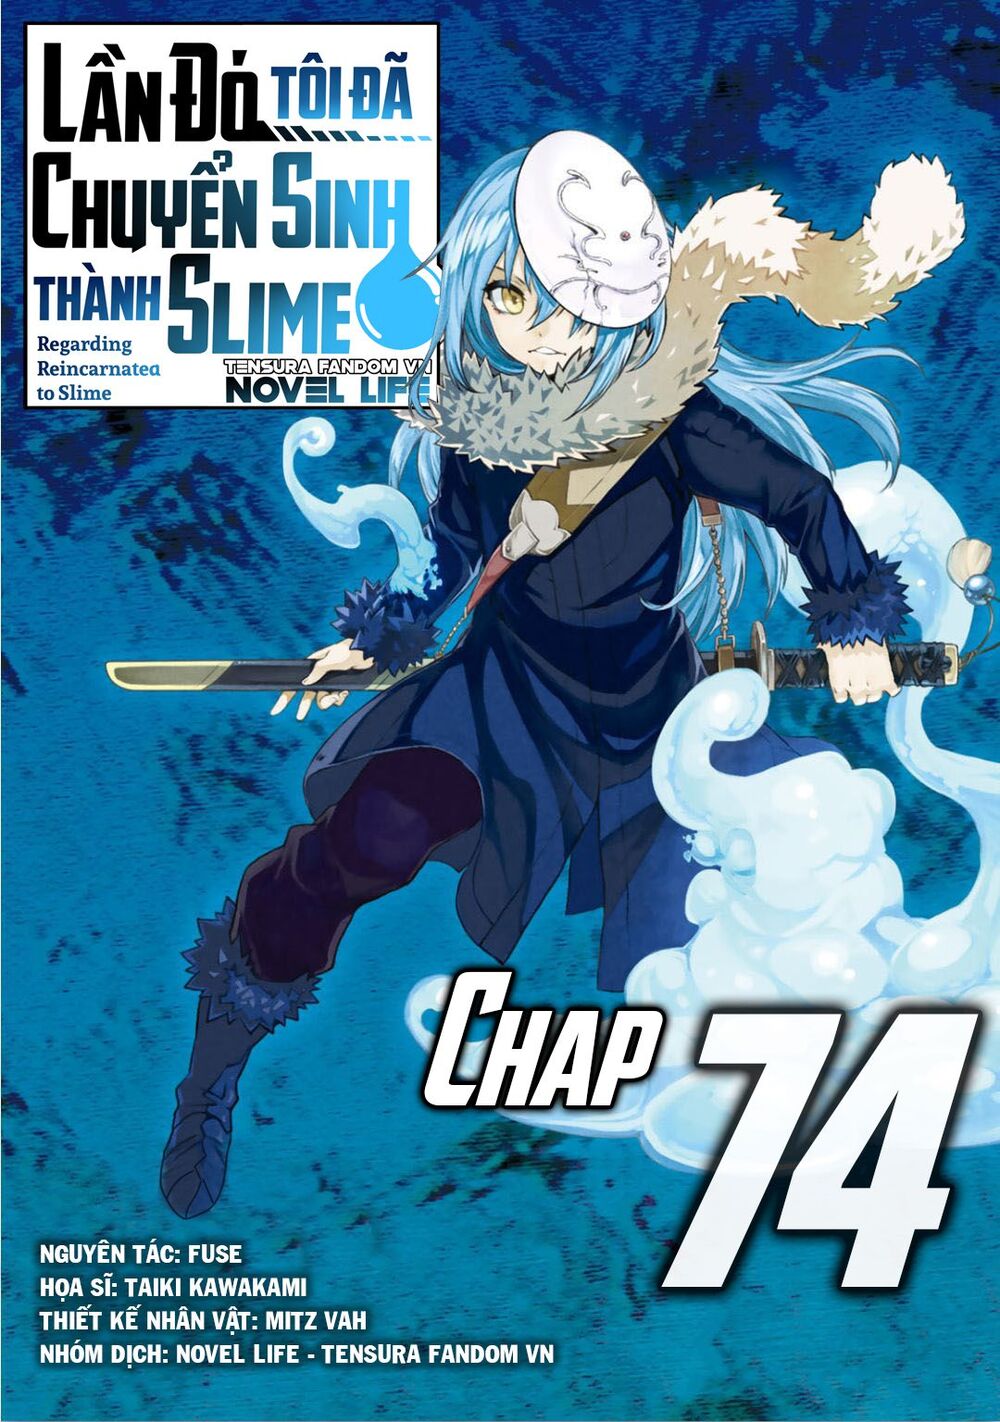 LẦN ĐÓ TÔI ĐÃ
CHUYỂN SINH
THÀNH SLIME
Regarding
Reincarnated
to Slime
TENSURA FANDOM VN
NOVEL LIFE
CHAP 74
NGUYÊN TÁC: FUSE
HỌA SĨ: TAIKI KAWAKAMI
THIẾT KẾ NHÂN VẬT: MITZ VAH
NHÓM DỊCH: NOVEL LIFE - TENSURA FANDOM VN